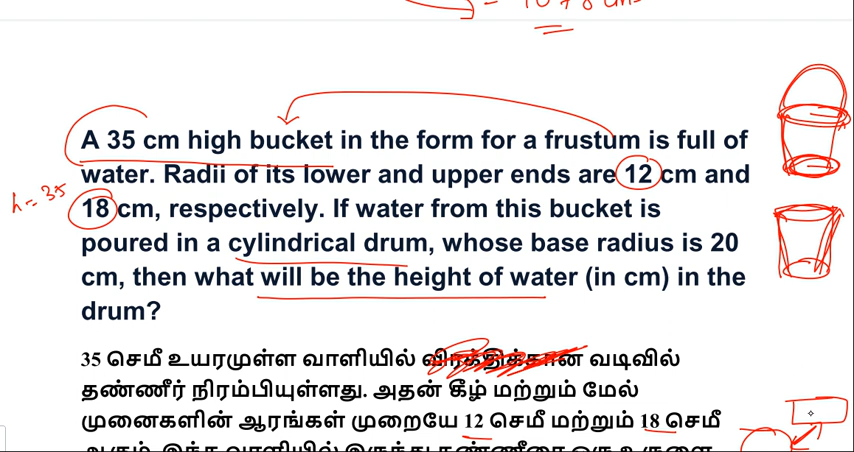 A 35 cm high bucket in the form for a frustum is full of
water. Radii of its lower and upper ends are 12 cm and
h = 35
18 cm, respectively. If water from this bucket is
poured in a cylindrical drum, whose base radius is 20
cm, then what will be the height of water (in cm) in the
drum?
35 செமீ உயரமுள்ள வாளியில் வடிவில்
தண்ணீர் நிரம்பியுள்ளது. அதன் கீழ் மற்றும் மேல்
முனைகளின் ஆரங்கள் முறையே 12 செமீ மற்றும் 18 செமீ